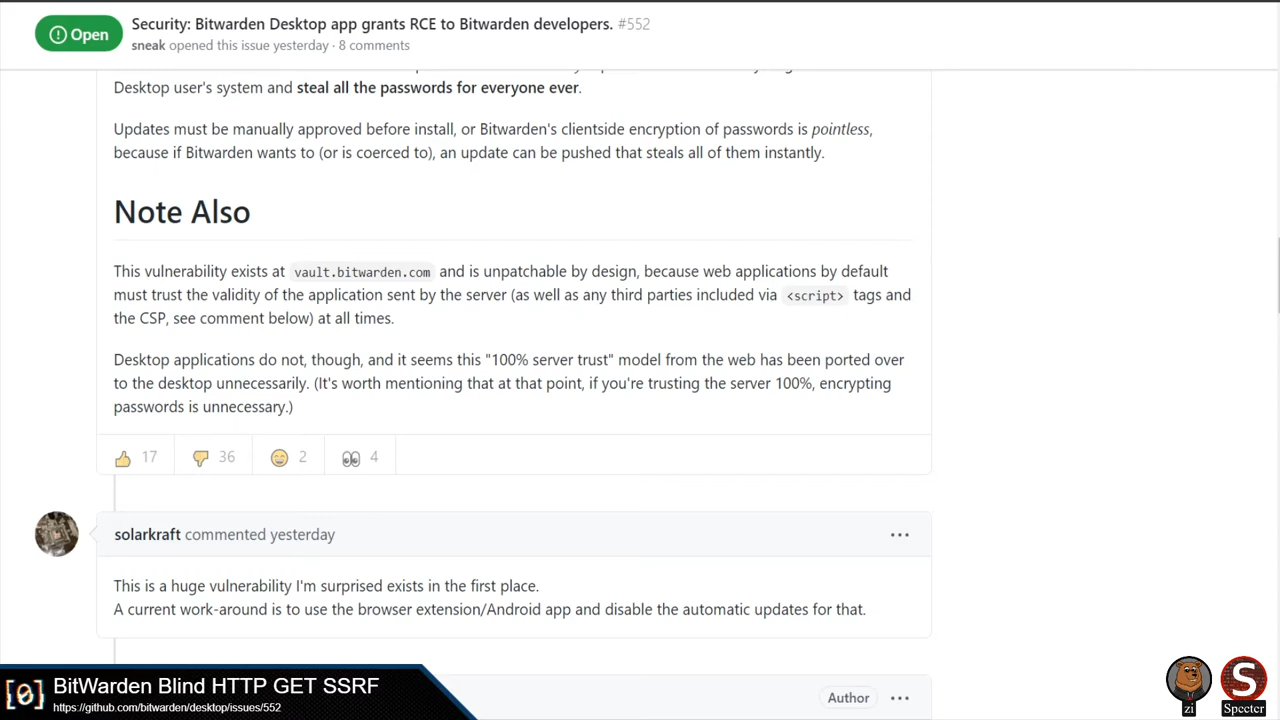 Open
Security: Bitwarden Desktop app grants RCE to Bitwarden developers. #552
sneak opened this issue yesterday · 8 comments
Desktop user's system and steal all the passwords for everyone ever.
Updates must be manually approved before install, or Bitwarden's clientside encryption of passwords is pointless,
because if Bitwarden wants to (or is coerced to), an update can be pushed that steals all of them instantly.
Note Also
This vulnerability exists at vault.bitwarden.com and is unpatchable by design, because web applications by default
must trust the validity of the application sent by the server (as well as any third parties included via <script> tags and
the CSP, see comment below) at all times.
Desktop applications do not, though, and it seems this "100% server trust" model from the web has been ported over
to the desktop unnecessarily. (It's worth mentioning that at that point, if you're trusting the server 100%, encrypting
passwords is unnecessary.)
17 36 2 4
solarkraft commented yesterday
This is a huge vulnerability I'm surprised exists in the first place.
A current work-around is to use the browser extension/Android app and disable the automatic updates for that.
Author
[0]
BitWarden Blind HTTP GET SSRF
https://github.com/bitwarden/desktop/issues/552
zi
S
Specter